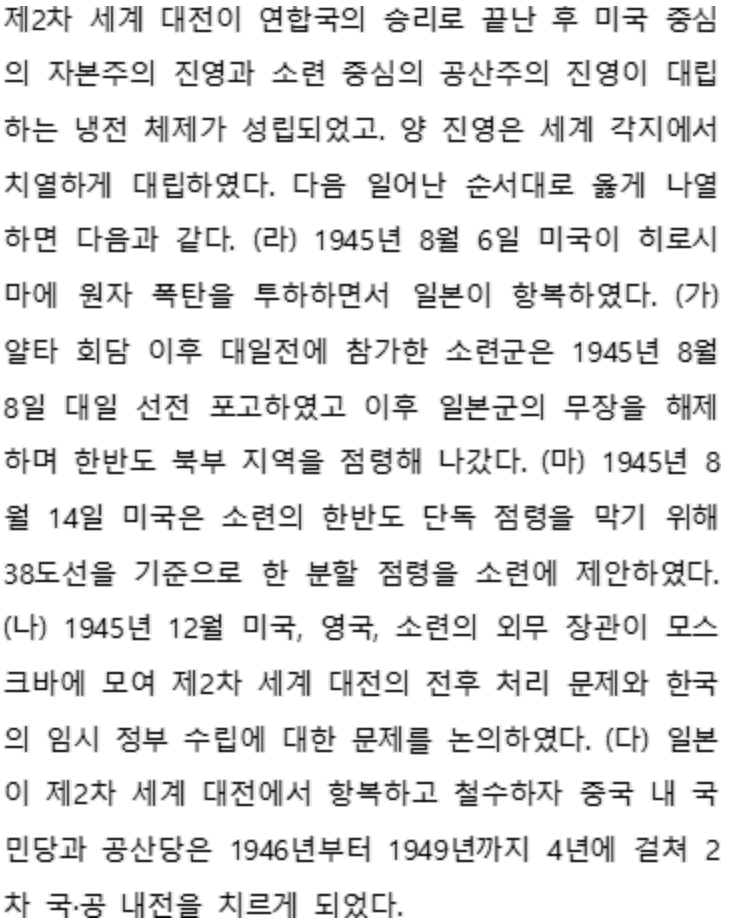 제2차 세계 대전이 연합국의 승리로 끝난 후 미국 중심
의 자본주의 진영과 소련 중심의 공산주의 진영이 대립
하는 냉전 체제가 성립되었고. 양 진영은 세계 각지에서
치열하게 대립하였다. 다음 일어난 순서대로 옳게 나열
하면 다음과 같다. (라) 1945년 8월 6일 미국이 히로시
마에 원자 폭탄을 투하하면서 일본이 항복하였다. (가)
얄타 회담 이후 대일전에 참가한 소련군은 1945년 8월
8일 대일 선전 포고하였고 이후 일본군의 무장을 해제
하며 한반도 북부 지역을 점령해 나갔다. (마) 1945년 8
월 14일 미국은 소련의 한반도 단독 점령을 막기 위해
38도선을 기준으로 한 분할 점령을 소련에 제안하였다.
(나) 1945년 12월 미국, 영국, 소련의 외무 장관이 모스
크바에 모여 제2차 세계 대전의 전후 처리 문제와 한국
의 임시 정부 수립에 대한 문제를 논의하였다. (다) 일본
이 제2차 세계 대전에서 항복하고 철수하자 중국 내 국
민당과 공산당은 1946년부터 1949년까지 4년에 걸쳐 2
차 국·공 내전을 치르게 되었다.